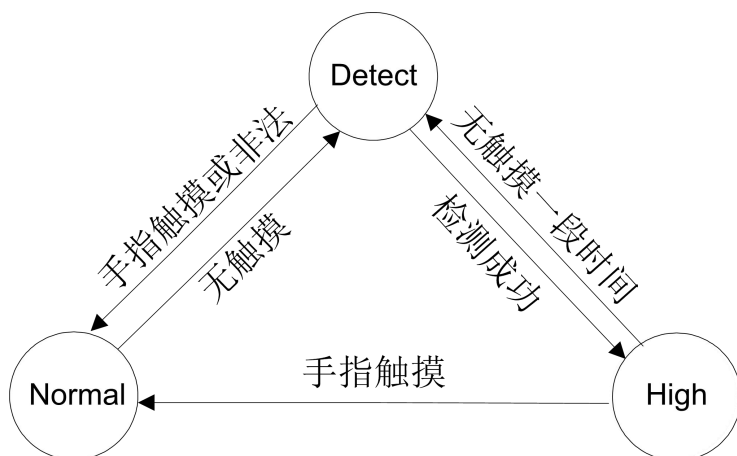 Detect
手指触摸或非法
无触摸
检测成功
无触摸一段时间
Normal
手指触摸
High